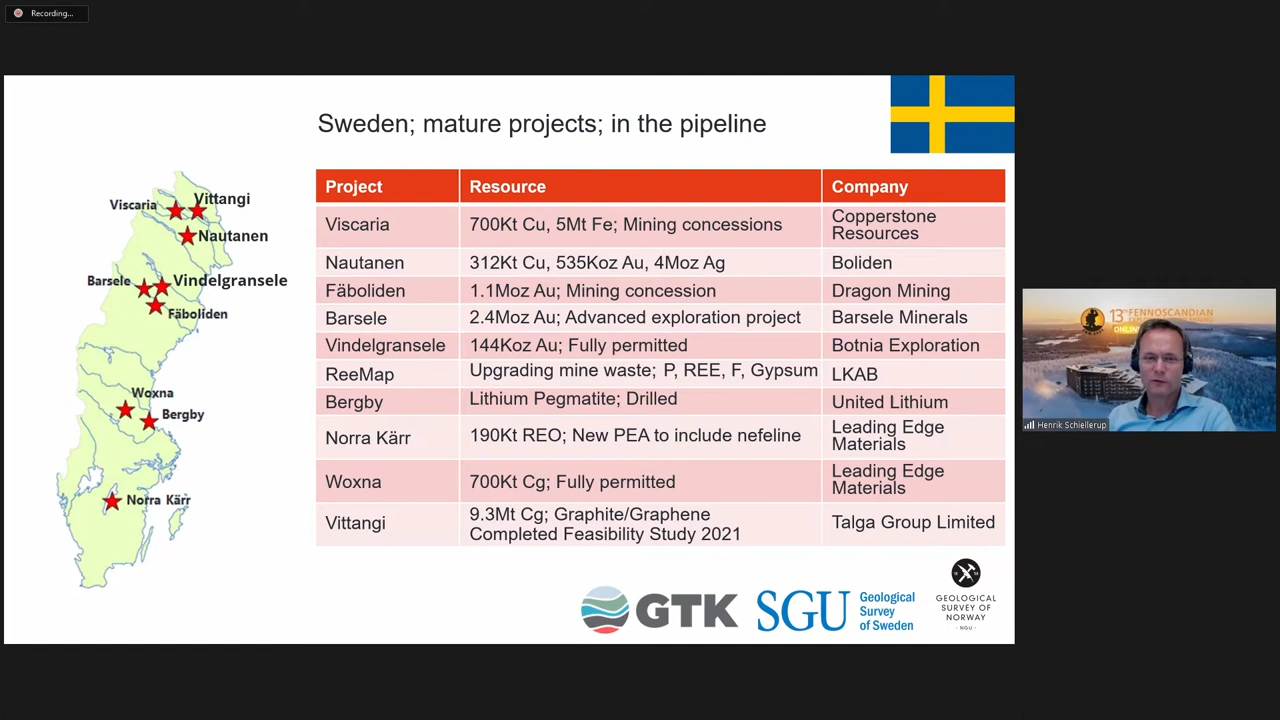 Recording...
Sweden; mature projects; in the pipeline
Viscaria
Vittangi
Nautanen
Barsele
Vindelgransele
Fäboliden
Woxna
Bergby
Norra Kärr
Project Resource Company
Viscaria 700Kt Cu, 5Mt Fe; Mining concessions Copperstone
Resources
Nautanen 312Kt Cu, 535Koz Au, 4Moz Ag Boliden
Fäboliden 1.1Moz Au; Mining concession Dragon Mining
Barsele 2.4Moz Au; Advanced exploration project Barsele Minerals
Vindelgransele 144Koz Au; Fully permitted Botnia Exploration
ReeMap Upgrading mine waste; P, REE, F, Gypsum LKAB
Bergby Lithium Pegmatite; Drilled United Lithium
Norra Kärr 190Kt REO; New PEA to include nefeline Leading Edge
Materials
Woxna 700Kt Cg; Fully permitted Leading Edge
Materials
Vittangi 9.3Mt Cg; Graphite/Graphene Talga Group Limited
Completed Feasibility Study 2021
GTK
SGU
Geological
Survey
of Sweden
GEOLOGICAL
SURVEY OF
NORWAY
- NGU -
13th FENNOSCANDIAN
Henrik Schiellerup